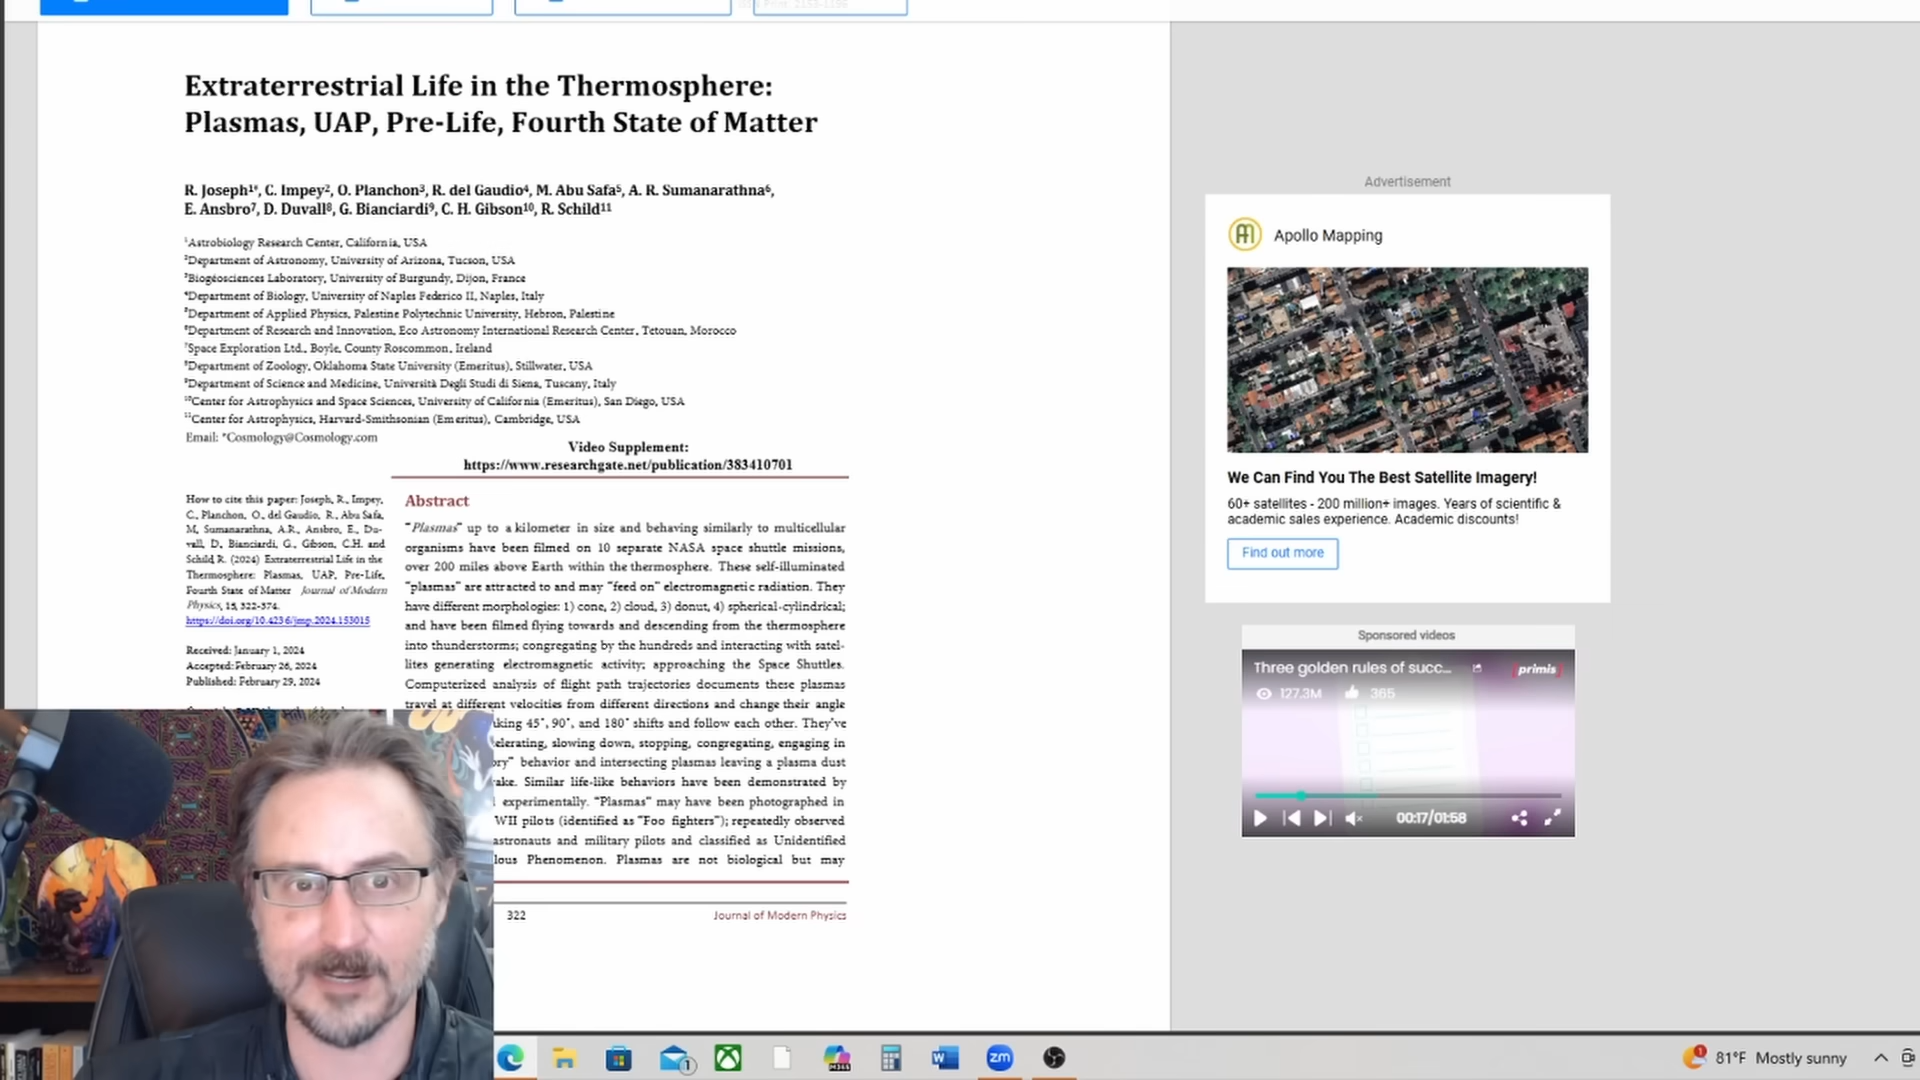 Extraterrestrial Life in the Thermosphere:
Plasmas, UAP, Pre-Life, Fourth State of Matter
R. Joseph¹*, C. Impey², O. Planchon³, R. del Gaudio⁴, M. Abu Safa⁵, A. R. Sumanarathna⁶,
E. Ansbro⁷, D. Duvall⁸, G. Bianciardi⁹, C. H. Gibson¹⁰, R. Schild¹¹
¹Astrobiology Research Center, California, USA
²Department of Astronomy, University of Arizona, Tucson, USA
³Biogéosciences Laboratory, University of Burgundy, Dijon, France
⁴Department of Biology, University of Naples Federico II, Naples, Italy
⁵Department of Applied Physics, Palestine Polytechnic University, Hebron, Palestine
⁶Department of Research and Innovation, Eco Astronomy International Research Center, Tetouan, Morocco
⁷Space Exploration Ltd., Boyle, County Roscommon, Ireland
⁸Department of Zoology, Oklahoma State University (Emeritus), Stillwater, USA
⁹Department of Science and Medicine, Università Degli Studi di Siena, Tuscany, Italy
¹⁰Center for Astrophysics and Space Sciences, University of California (Emeritus), San Diego, USA
¹¹Center for Astrophysics, Harvard-Smithsonian (Emeritus), Cambridge, USA
Email: *Cosmology@Cosmology.com
Video Supplement:
https://www.researchgate.net/publication/383410701
How to cite this paper: Joseph, R., Impey,
C., Planchon, O., del Gaudio, R., Abu Safa,
M, Sumanarathna, A.R., Ansbro, E., Du-
vall, D., Bianciardi, G., Gibson, C.H. and
Schild, R. (2024) Extraterrestrial Life in the
Thermosphere: Plasmas, UAP, Pre-Life,
Fourth State of Matter Journal of Modern
Physics, 15, 322-374.
https://doi.org/10.4236/jmp.2024.153015
Received: January 1, 2024
Accepted: February 26, 2024
Published: February 29, 2024
Abstract
"Plasmas" up to a kilometer in size and behaving similarly to multicellular
organisms have been filmed on 10 separate NASA space shuttle missions,
over 200 miles above Earth within the thermosphere. These self-illuminated
"plasmas" are attracted to and may "feed on" electromagnetic radiation. They
have different morphologies: 1) cone, 2) cloud, 3) donut, 4) spherical-cylindrical;
and have been filmed flying towards and descending from the thermosphere
into thunderstorms; congregating by the hundreds and interacting with satel-
lites generating electromagnetic activity; approaching the Space Shuttles.
Computerized analysis of flight path trajectories documents these plasmas
travel at different velocities from different directions and change their angle
king 45°, 90°, and 180° shifts and follow each other. They've
elerating, slowing down, stopping, congregating, engaging in
ory" behavior and intersecting plasmas leaving a plasma dust
ake. Similar life-like behaviors have been demonstrated by
experimentally. "Plasmas" may have been photographed in
WII pilots (identified as "Foo fighters"); repeatedly observed
astronauts and military pilots and classified as Unidentified
lous Phenomenon. Plasmas are not biological but may
322
Journal of Modern Physics
Advertisement
Apollo Mapping
We Can Find You The Best Satellite Imagery!
60+ satellites - 200 million+ images. Years of scientific &
academic sales experience. Academic discounts!
Find out more
Sponsored videos
Three golden rules of succ...
primis
127.3M
365
00:17/01:58
1
M365
W
zm
1
81°F Mostly sunny